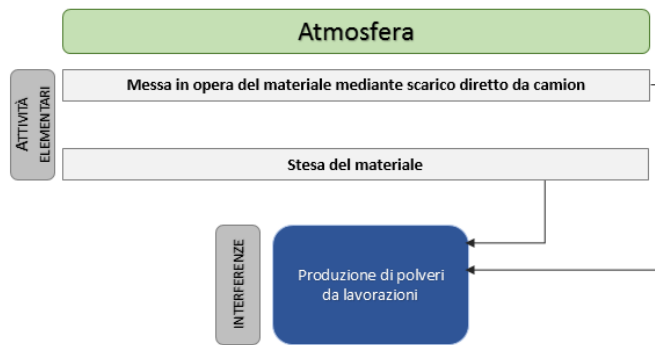 Atmosfera
ATTIVITÀ
ELEMENTARI
Messa in opera del materiale mediante scarico diretto da camion
Stesa del materiale
INTERFERENZE
Produzione di polveri
da lavorazioni